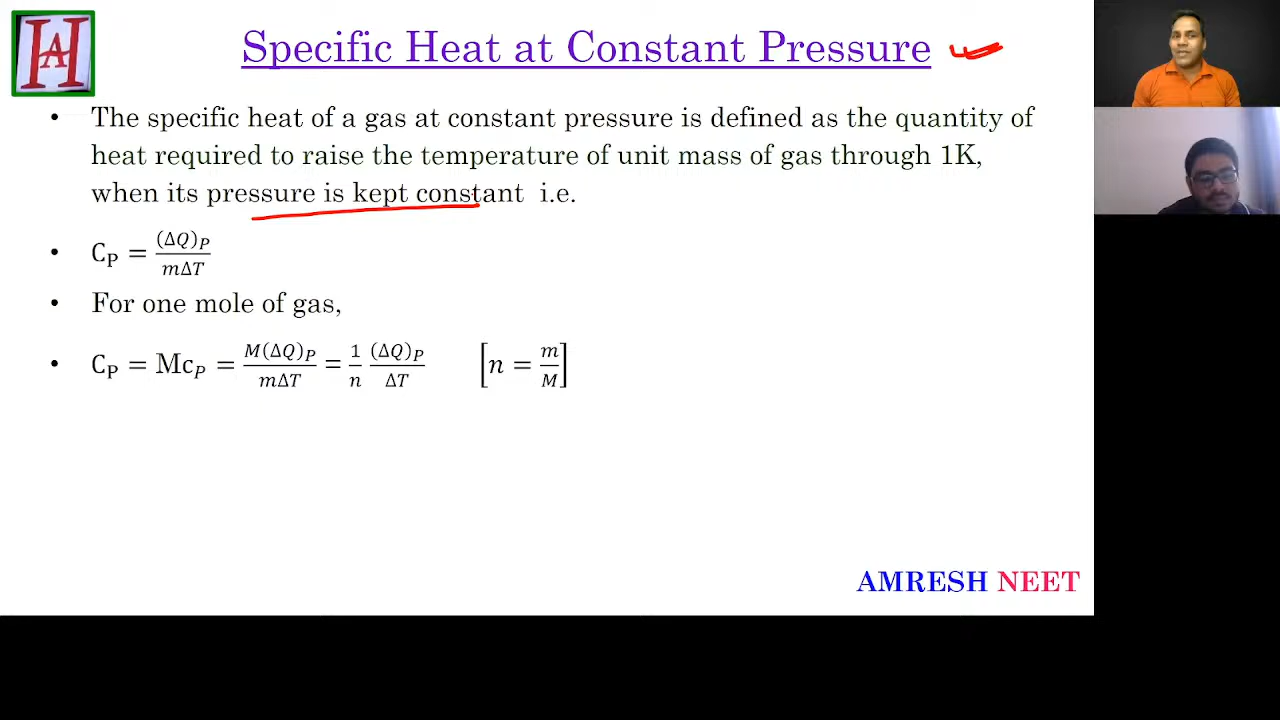 HA
Specific Heat at Constant Pressure
• The specific heat of a gas at constant pressure is defined as the quantity of
heat required to raise the temperature of unit mass of gas through 1K,
when its pressure is kept constant i.e.
• C_P = (ΔQ)_P / mΔT
• For one mole of gas,
• C_P = Mc_P = M(ΔQ)_P / mΔT = 1/n (ΔQ)_P / ΔT [n = m/M]
AMRESH NEET